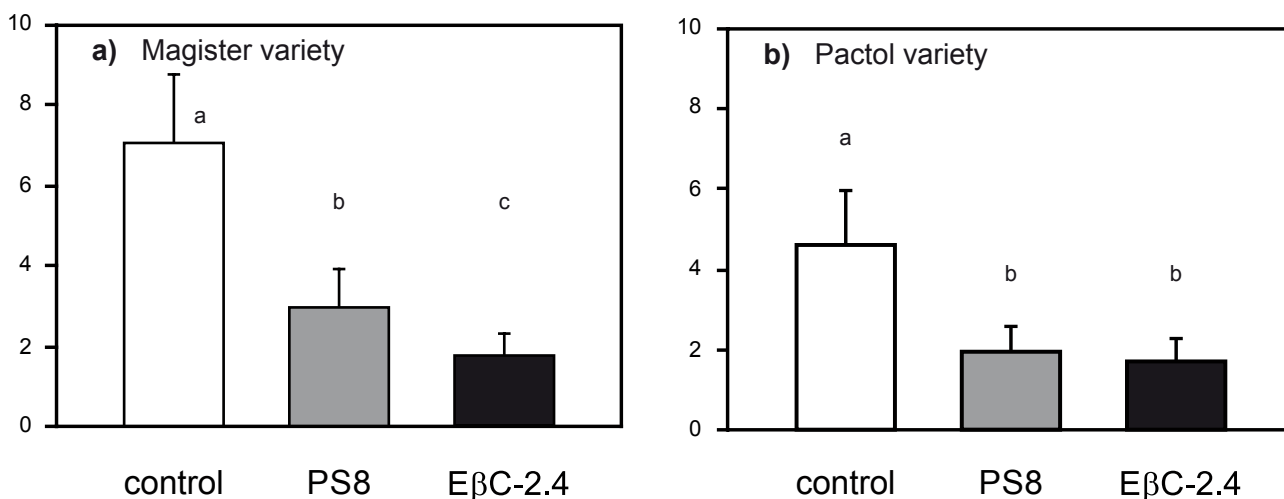 10
a) Magister variety
8
a
6
b
c
4
2
0
control PS8 EβC-2.4
10
b) Pactol variety
8
a
6
4
b
b
2
0
control PS8 EβC-2.4